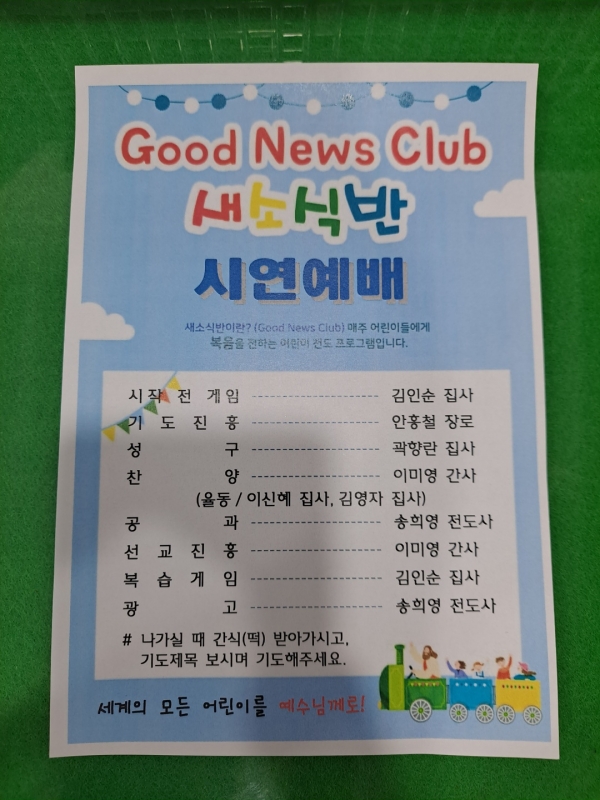 Good News Club
새소식반
시연예배
새소식반이란? (Good News Club) 매주 어린이들에게
복음을 전하는 어린이 전도 프로그램입니다.
시작 전 게임 ---------------------- 김인순 집사
기 도 진 흥 ---------------------- 안홍철 장로
성 구 ---------------------- 곽향란 집사
찬 양 ---------------------- 이미영 간사
(율동 / 이신혜 집사, 김영자 집사)
공 과 ---------------------- 송희영 전도사
선 교 진 흥 ---------------------- 이미영 간사
복 습 게 임 ---------------------- 김인순 집사
광 고 ---------------------- 송희영 전도사
# 나가실 때 간식(떡) 받아가시고,
기도제목 보시며 기도해주세요.
세계의 모든 어린이를 예수님께로!